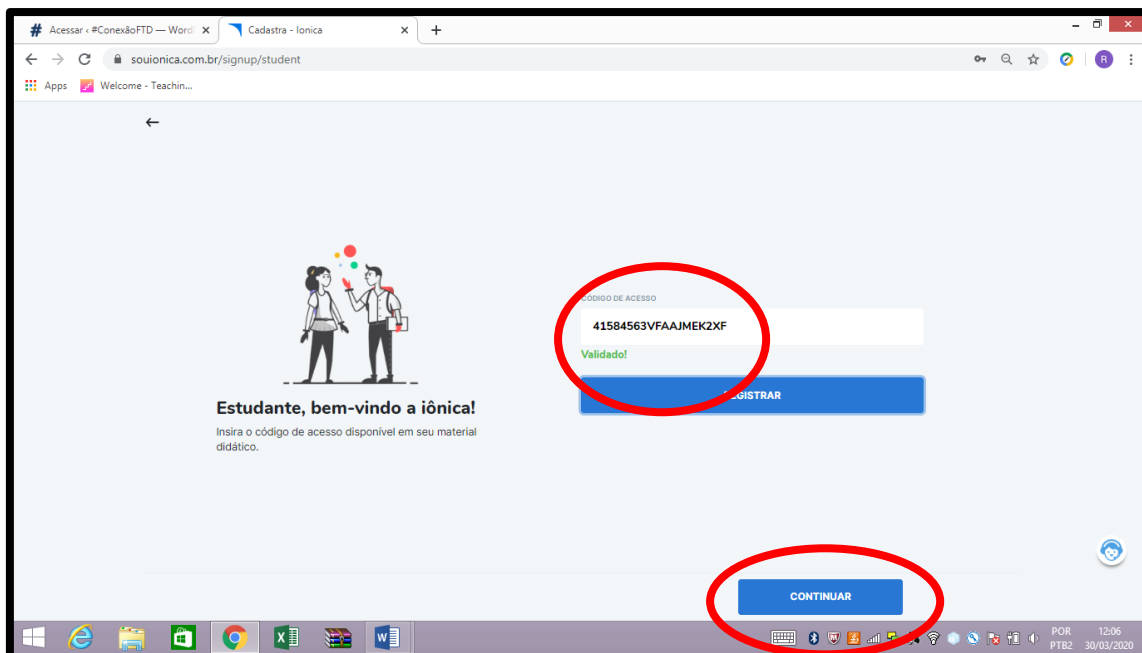 # Acessar ‹ #ConexãoFTD — Word
Cadastra - Ionica
souionica.com.br/signup/student
R
Apps
Welcome - Teachin...
CÓDIGO DE ACESSO
41584563VFAAJMEK2XF
Validado!
REGISTRAR
Estudante, bem-vindo a iônica!
Insira o código de acesso disponível em seu material
didático.
CONTINUAR
POR
PTB2
12:06
30/03/2020